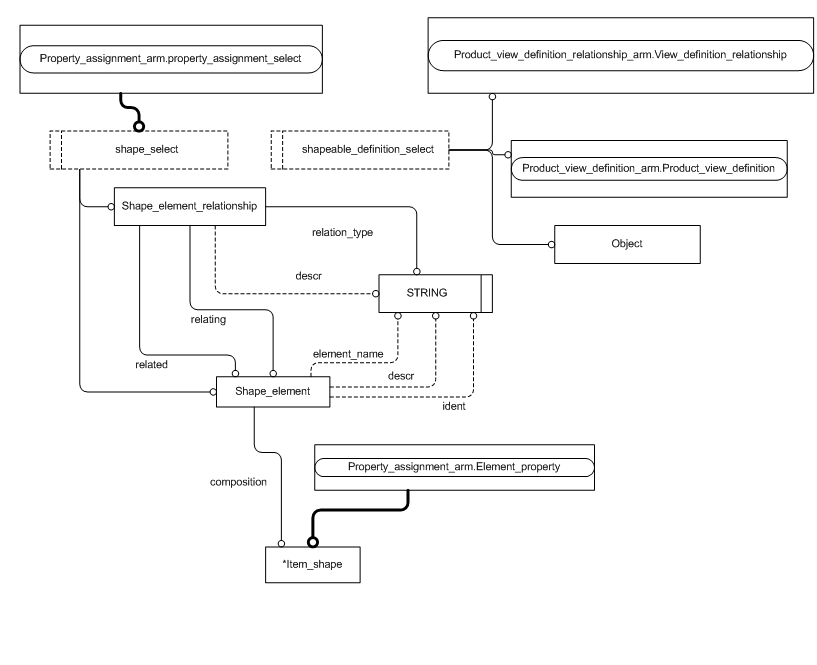 Property_assignment_arm.property_assignment_select
Product_view_definition_relationship_arm.View_definition_relationship
shape_select
shapeable_definition_select
Product_view_definition_arm.Product_view_definition
Shape_element_relationship
relation_type
Object
descr
STRING
relating
element_name
related
descr
Shape_element
ident
Property_assignment_arm.Element_property
composition
*Item_shape